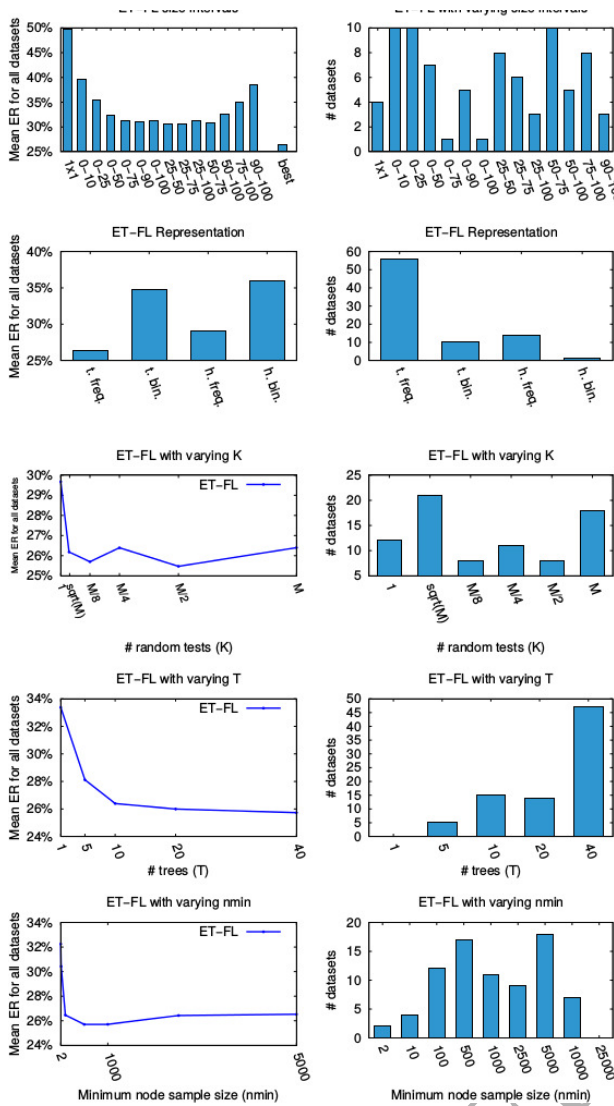 ET-FL size intervals
Mean ER for all datasets
50%
45%
40%
35%
30%
25%
1x1
0-10
0-25
0-50
0-75
0-90
0-100
25-50
25-75
25-100
50-75
50-100
75-100
90-100
best
ET-FL with varying size intervals
# datasets
10
8
6
4
2
0
1x1
0-10
0-25
0-50
0-75
0-90
0-100
25-50
25-75
25-100
50-75
50-100
75-100
90-1
ET-FL Representation
Mean ER for all datasets
40%
35%
30%
25%
t. freq.
t. bin.
h. freq.
h. bin.
ET-FL Representation
# datasets
60
50
40
30
20
10
0
t. freq.
t. bin.
h. freq.
h. bin.
ET-FL with varying K
Mean ER for all datasets
30%
29%
28%
27%
26%
25%
ET-FL
1
sqrt(M)
M/8
M/4
M/2
M
# random tests (K)
ET-FL with varying K
# datasets
25
20
15
10
5
1
sqrt(M)
M/8
M/4
M/2
M
# random tests (K)
ET-FL with varying T
Mean ER for all datasets
34%
32%
30%
28%
26%
24%
ET-FL
1
5
10
20
40
# trees (T)
ET-FL with varying T
# datasets
50
45
40
35
30
25
20
15
10
5
0
1
5
10
20
40
# trees (T)
ET-FL with varying nmin
Mean ER for all datasets
34%
32%
30%
28%
26%
24%
ET-FL
2
1000
5000
Minimum node sample size (nmin)
ET-FL with varying nmin
# datasets
20
15
10
5
0
2
10
100
500
1000
2500
5000
10000
25000
Minimum node sample size (nmin)